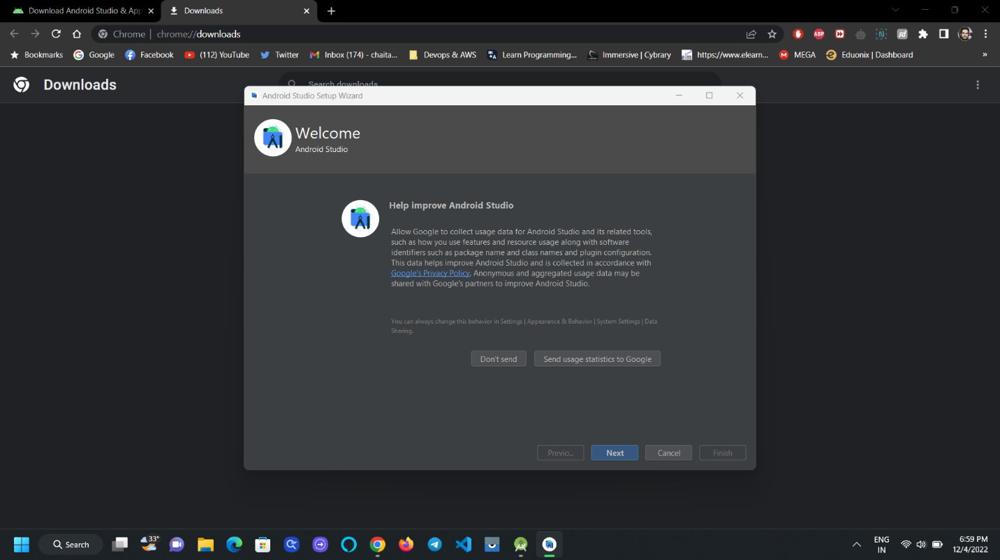 Download Android Studio & App
Downloads
Chrome | chrome://downloads
ABP
N
sd
Bookmarks
Google
Facebook
(112) YouTube
Twitter
Inbox (174) - chaita...
Devops & AWS
Learn Programming...
Immersive | Cybrary
https://www.elearn...
MEGA
Eduonix | Dashboard
»
Downloads
Search downloads
Android Studio Setup Wizard
Welcome
Android Studio
Help improve Android Studio
Allow Google to collect usage data for Android Studio and its related tools,
such as how you use features and resource usage along with software
identifiers such as package name and class names and plugin configuration.
This data helps improve Android Studio and is collected in accordance with
Google's Privacy Policy. Anonymous and aggregated usage data may be
shared with Google's partners to improve Android Studio.
You can always change this behavior in Settings | Appearance & Behavior | System Settings | Data
Sharing.
Don't send
Send usage statistics to Google
Previo...
Next
Cancel
Finish
Search
33°
ENG
IN
6:59 PM
12/4/2022